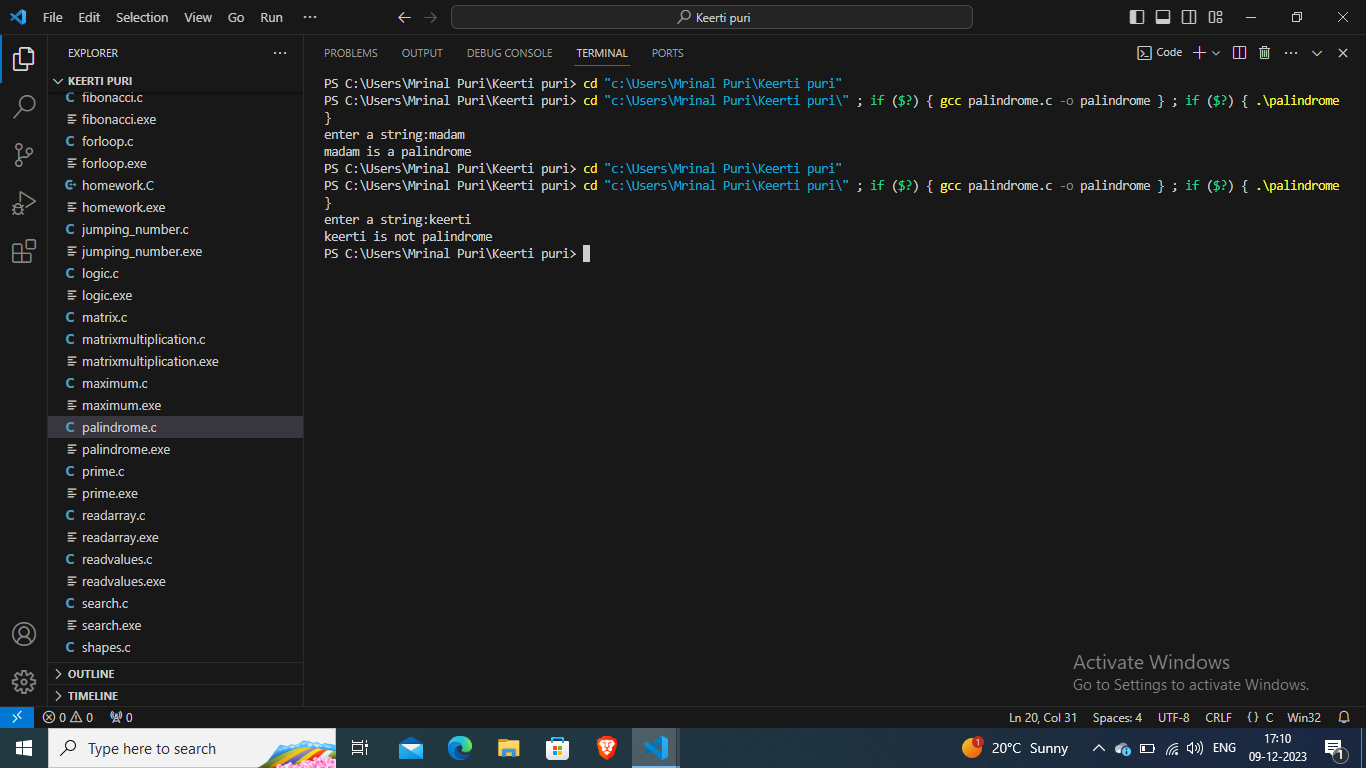 File Edit Selection View Go Run ··· Keerti puri
EXPLORER ···
KEERTI PURI
C fibonacci.c
fibonacci.exe
C forloop.c
forloop.exe
homework.C
homework.exe
C jumping_number.c
jumping_number.exe
C logic.c
logic.exe
C matrix.c
C matrixmultiplication.c
matrixmultiplication.exe
C maximum.c
maximum.exe
C palindrome.c
palindrome.exe
C prime.c
prime.exe
C readarray.c
readarray.exe
C readvalues.c
readvalues.exe
C search.c
search.exe
C shapes.c
OUTLINE
TIMELINE
PROBLEMS OUTPUT DEBUG CONSOLE TERMINAL PORTS Code
PS C:\Users\Mrinal Puri\Keerti puri> cd "c:\Users\Mrinal Puri\Keerti puri"
PS C:\Users\Mrinal Puri\Keerti puri> cd "c:\Users\Mrinal Puri\Keerti puri\" ; if ($?) { gcc palindrome.c -o palindrome } ; if ($?) { .\palindrome
}
enter a string:madam
madam is a palindrome
PS C:\Users\Mrinal Puri\Keerti puri> cd "c:\Users\Mrinal Puri\Keerti puri"
PS C:\Users\Mrinal Puri\Keerti puri> cd "c:\Users\Mrinal Puri\Keerti puri\" ; if ($?) { gcc palindrome.c -o palindrome } ; if ($?) { .\palindrome
}
enter a string:keerti
keerti is not palindrome
PS C:\Users\Mrinal Puri\Keerti puri>
Activate Windows
Go to Settings to activate Windows.
0 0 0 Ln 20, Col 31 Spaces: 4 UTF-8 CRLF {} C Win32
Type here to search 1 20°C Sunny ENG 17:10
09-12-2023 1